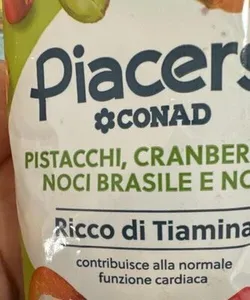 Piacers
CONAD
PISTACCHI, CRANBER
NOCI BRASILE E NO
Ricco di Tiamina
contribuisce alla normale
funzione cardiaca